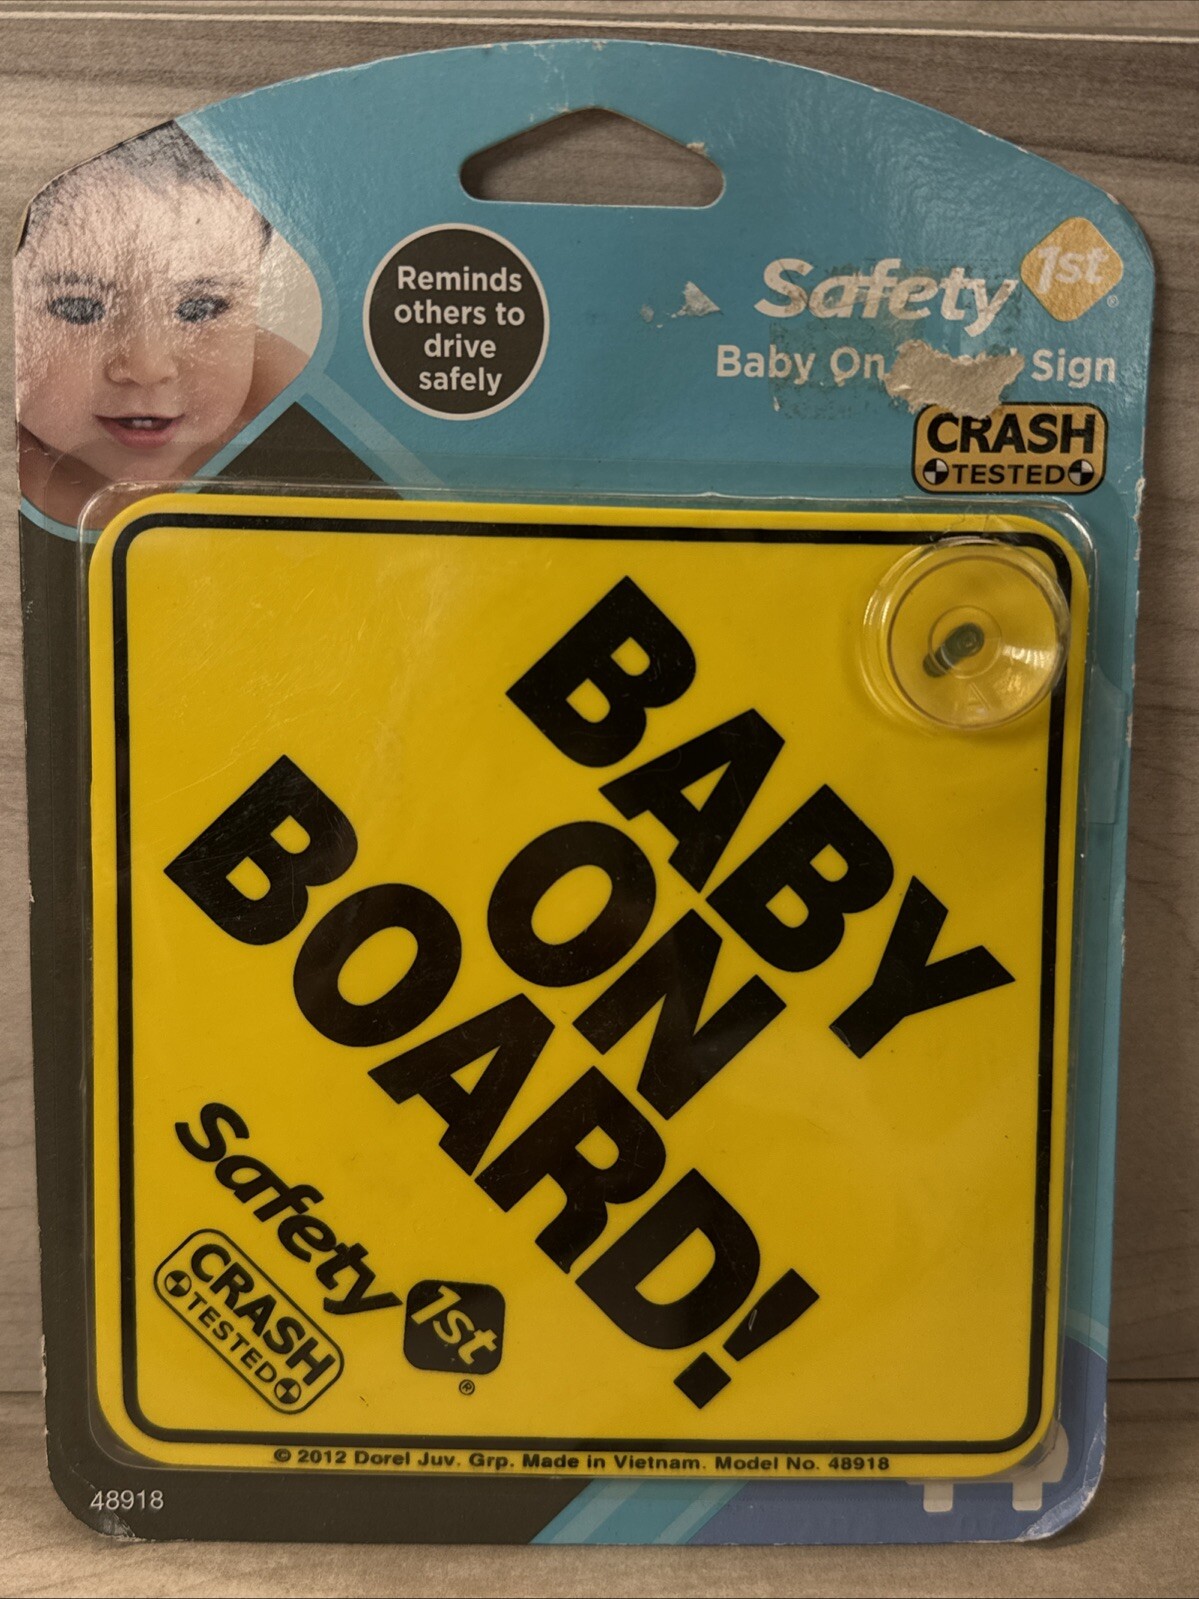 Reminds
others to
drive
safely
Safety 1st®
Baby On Sign
CRASH
TESTED
BABY
ON
BOARD!
Safety 1st®
CRASH
TESTED
© 2012 Dorel Juv. Grp. Made in Vietnam. Model No. 48918
48918